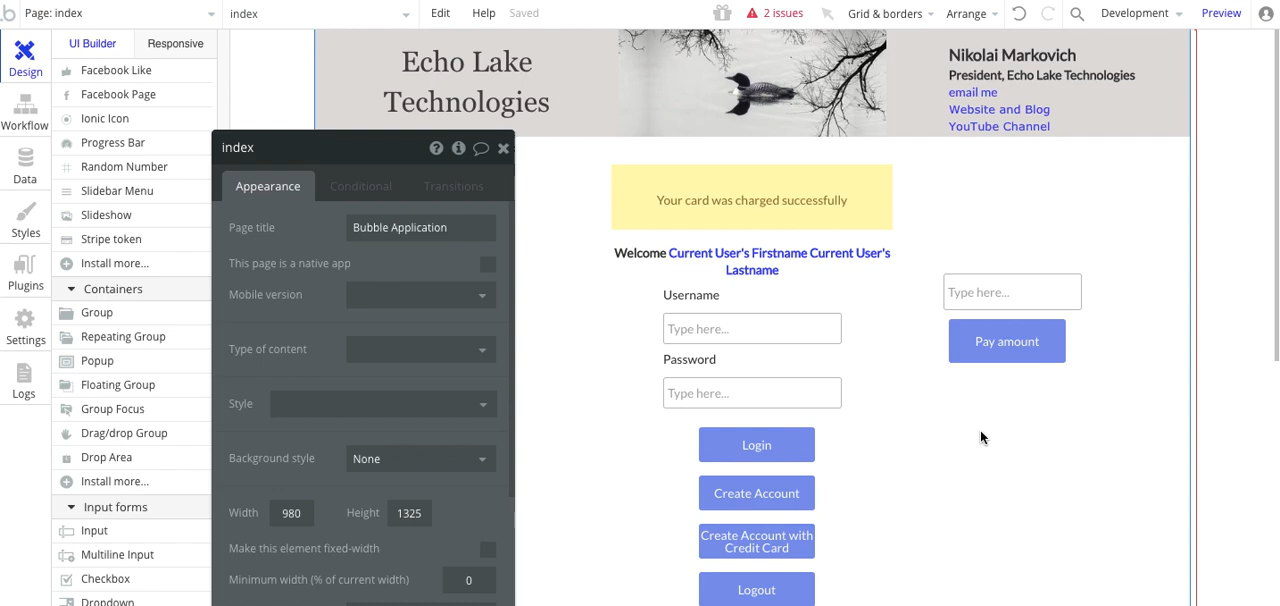 b Page: index index Edit Help Saved 2 issues Grid & borders Arrange Development Preview
UI Builder Responsive
Design
Workflow
Data
Styles
Plugins
Settings
Logs
Facebook Like
Facebook Page
Ionic Icon
Progress Bar
Random Number
Slidebar Menu
Slideshow
Stripe token
Install more...
Containers
Group
Repeating Group
Popup
Floating Group
Group Focus
Drag/drop Group
Drop Area
Install more...
Input forms
Input
Multiline Input
Checkbox
Dropdown
index
Appearance Conditional Transitions
Page title Bubble Application
This page is a native app
Mobile version
Type of content
Style
Background style None
Width 980 Height 1325
Make this element fixed-width
Minimum width (% of current width) 0
Echo Lake
Technologies
Nikolai Markovich
President, Echo Lake Technologies
email me
Website and Blog
YouTube Channel
Your card was charged successfully
Welcome Current User's Firstname Current User's
Lastname
Username
Type here...
Password
Type here...
Login
Create Account
Create Account with
Credit Card
Logout
Type here...
Pay amount